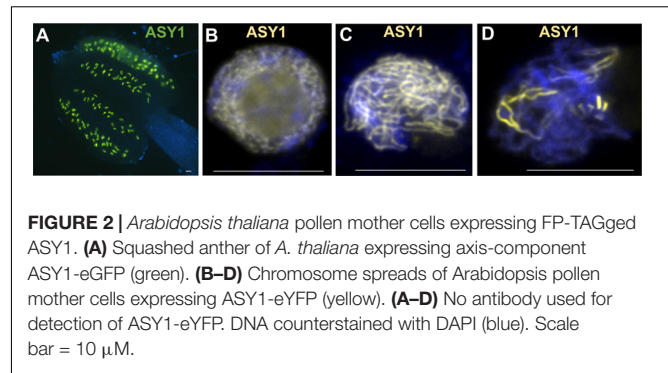 A ASY1 B ASY1 C ASY1 D ASY1
FIGURE 2 | Arabidopsis thaliana pollen mother cells expressing FP-TAGged
ASY1. (A) Squashed anther of A. thaliana expressing axis-component
ASY1-eGFP (green). (B–D) Chromosome spreads of Arabidopsis pollen
mother cells expressing ASY1-eYFP (yellow). (A–D) No antibody used for
detection of ASY1-eYFP. DNA counterstained with DAPI (blue). Scale
bar = 10 μM.